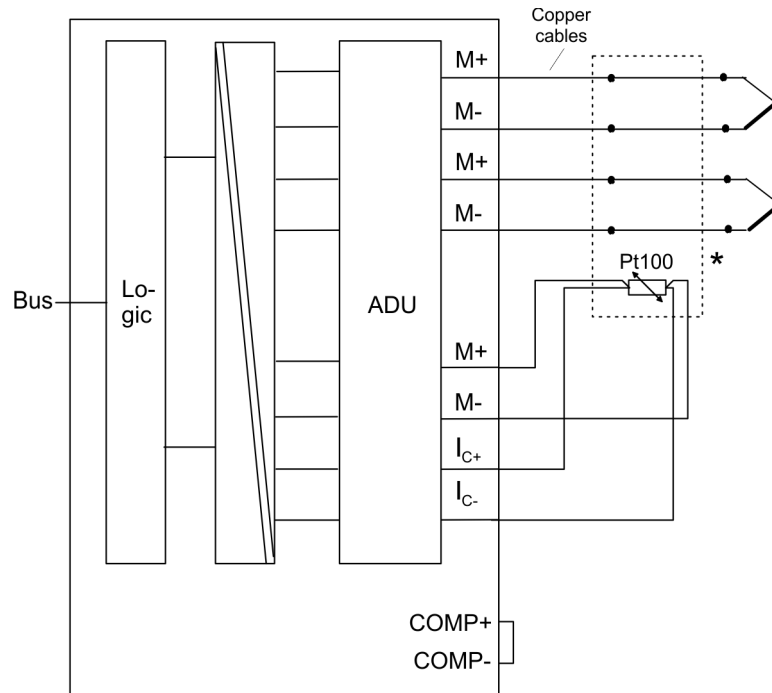 Copper
cables
M+
M-
M+
M-
*
Pt100
Bus
Lo-
gic
ADU
M+
M-
IC+
IC-
COMP+
COMP-